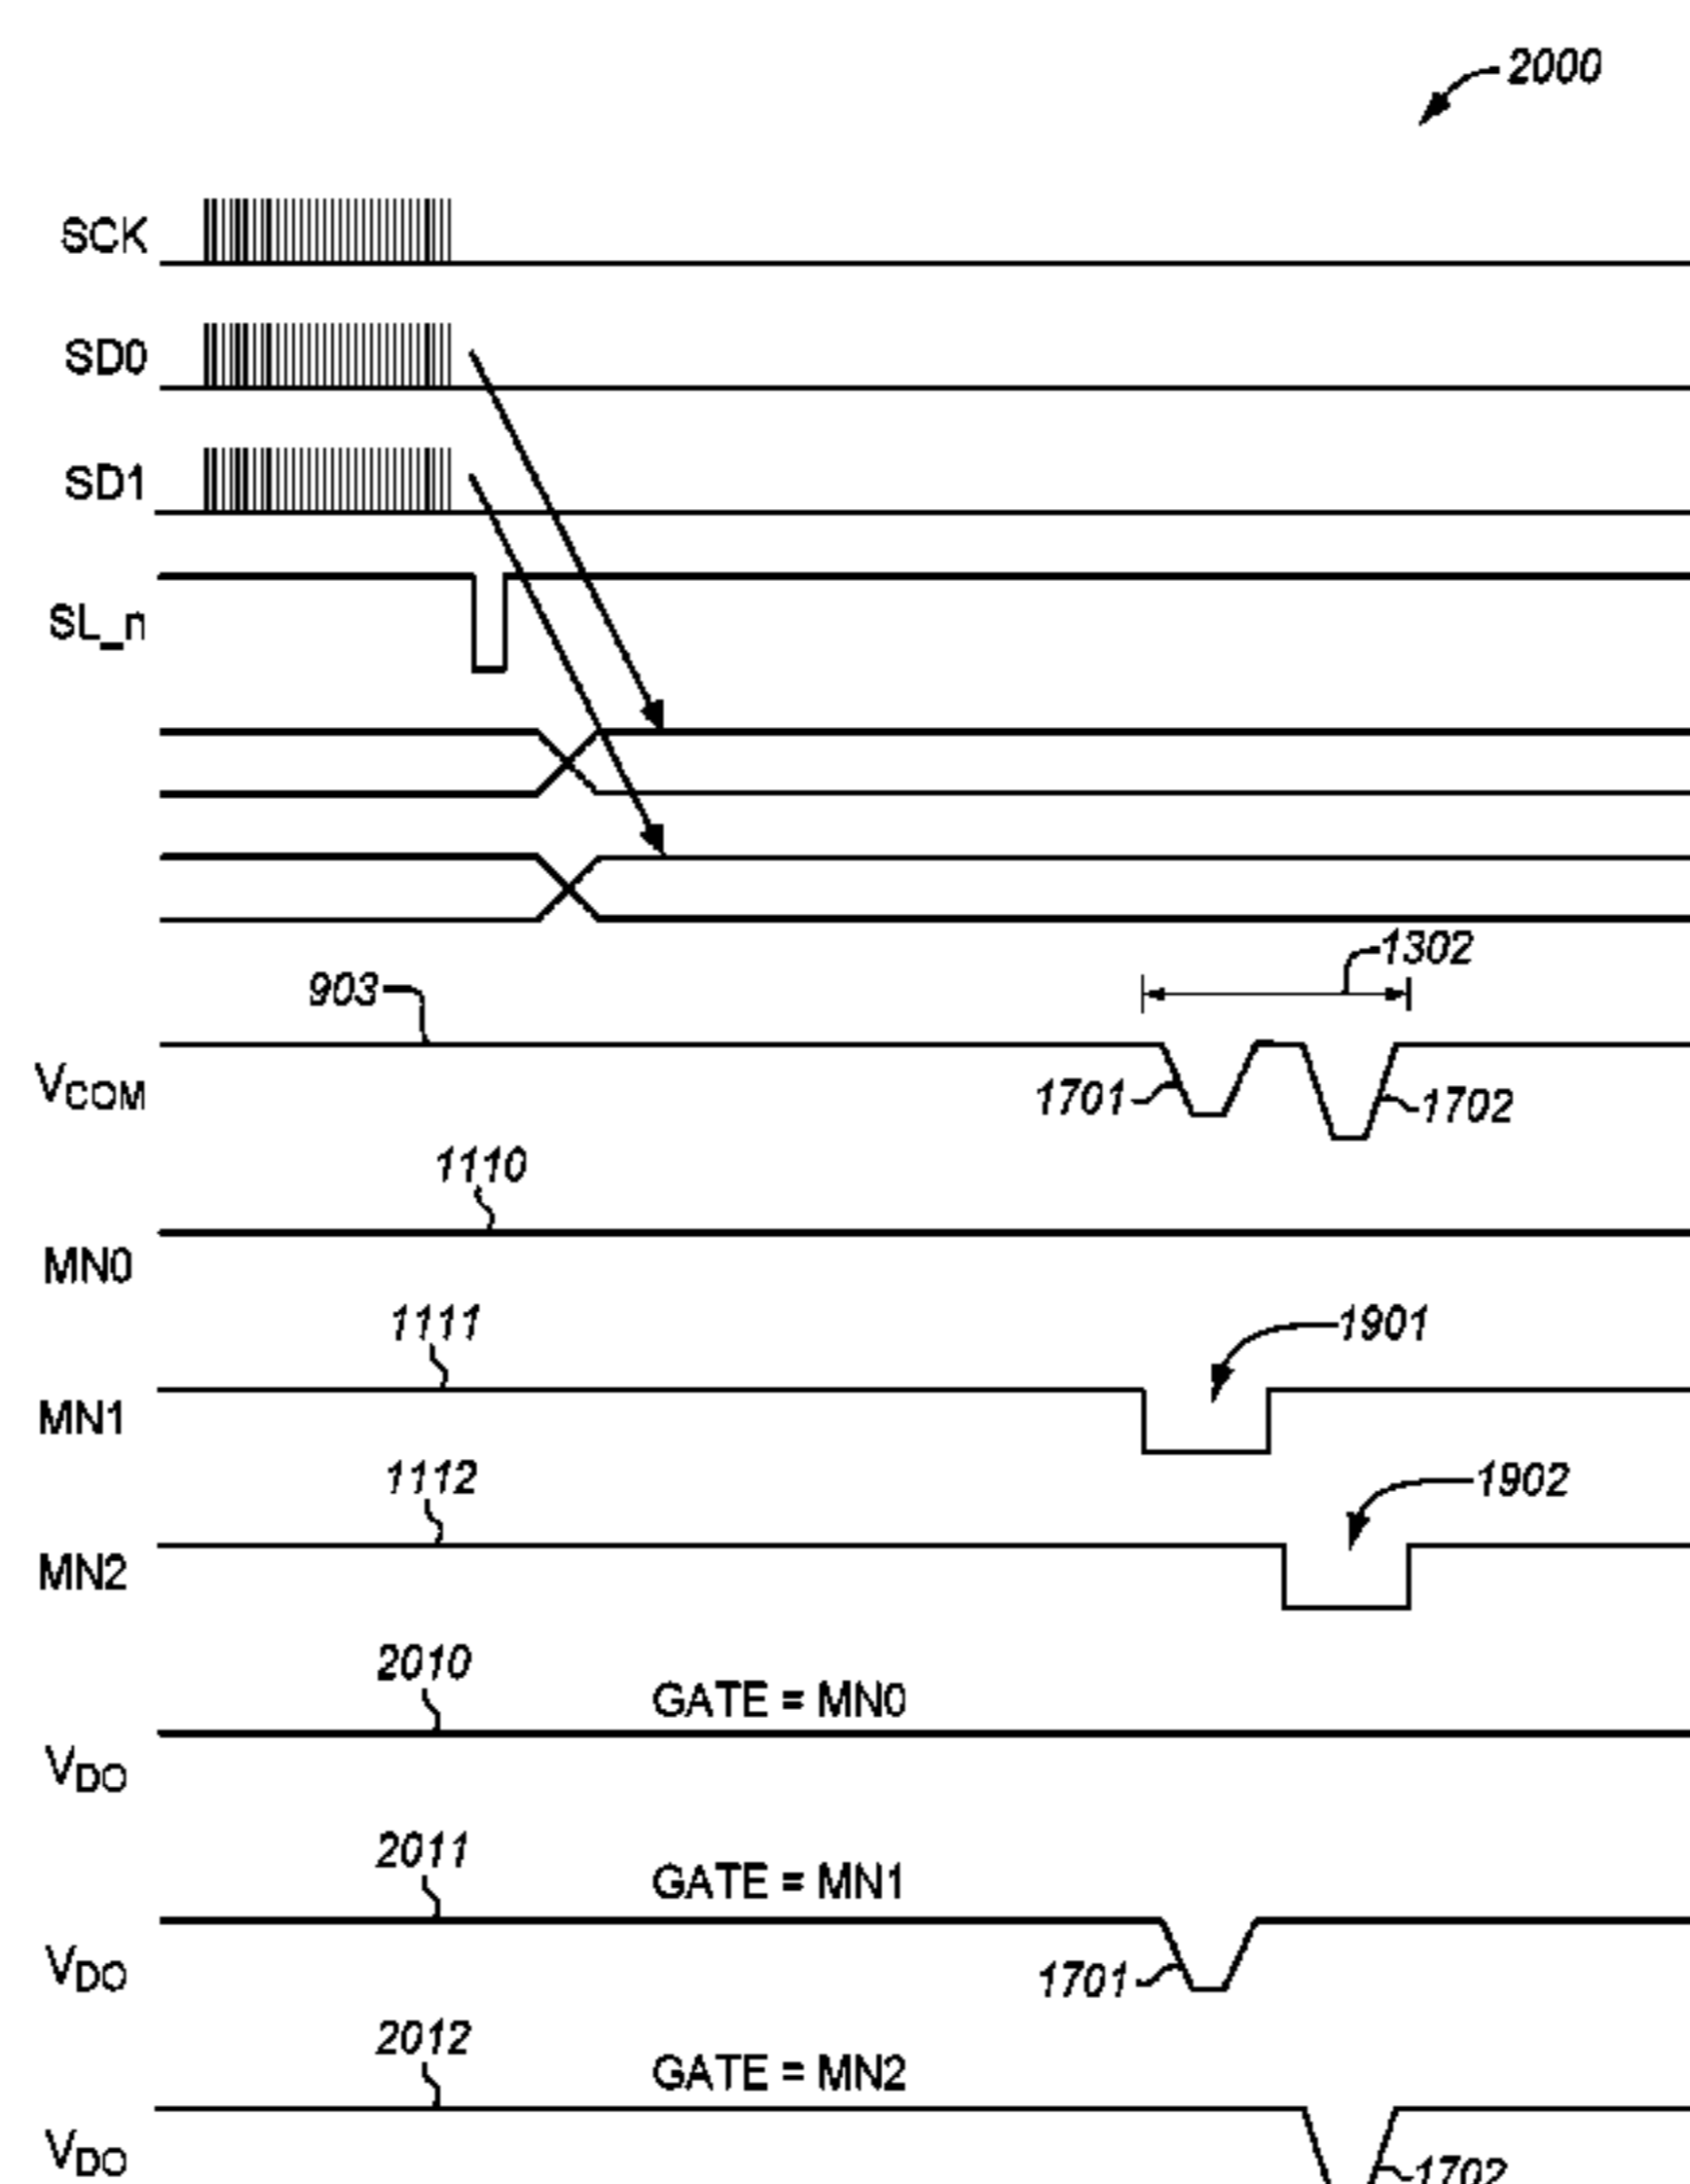 2000
SCK
SD0
SD1
SL_n
1302
903
VCOM
1701
1702
1110
MN0
1111
1901
MN1
1112
1902
MN2
2010
GATE = MN0
VDO
2011
GATE = MN1
VDO
1701
2012
GATE = MN2
VDO
1702